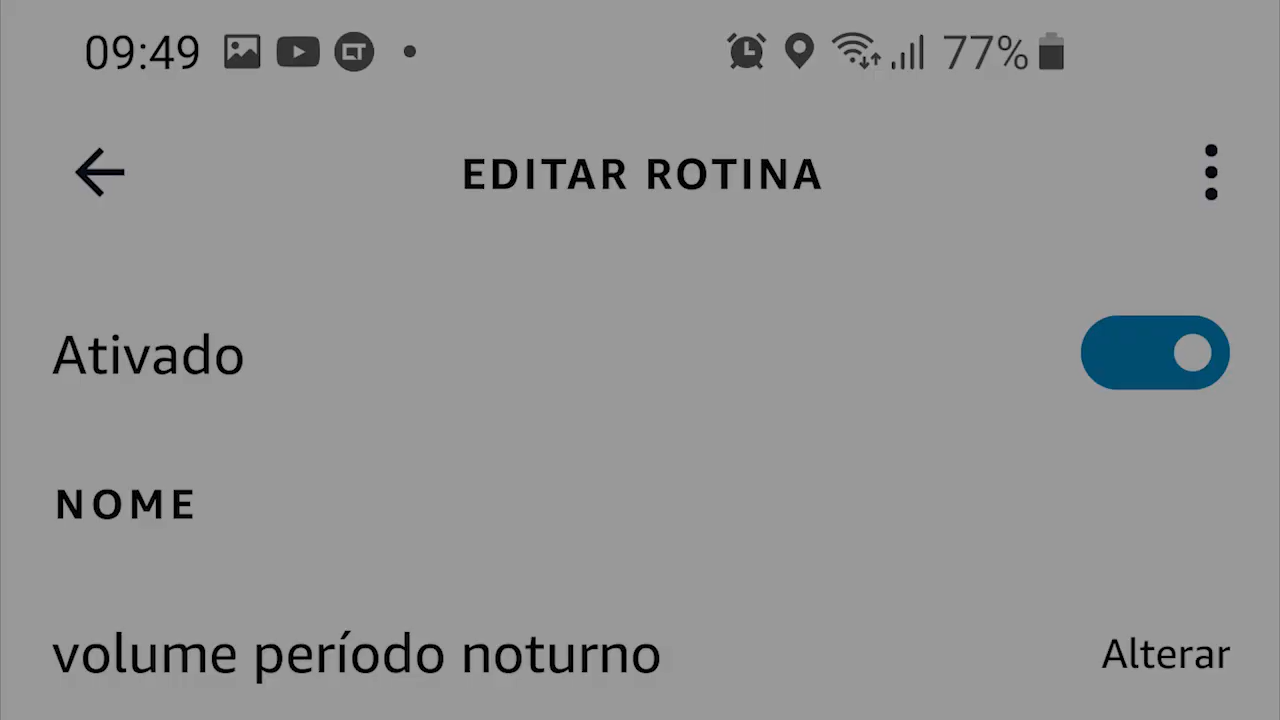 09:49 77%
EDITAR ROTINA
Ativado
NOME
volume período noturno Alterar